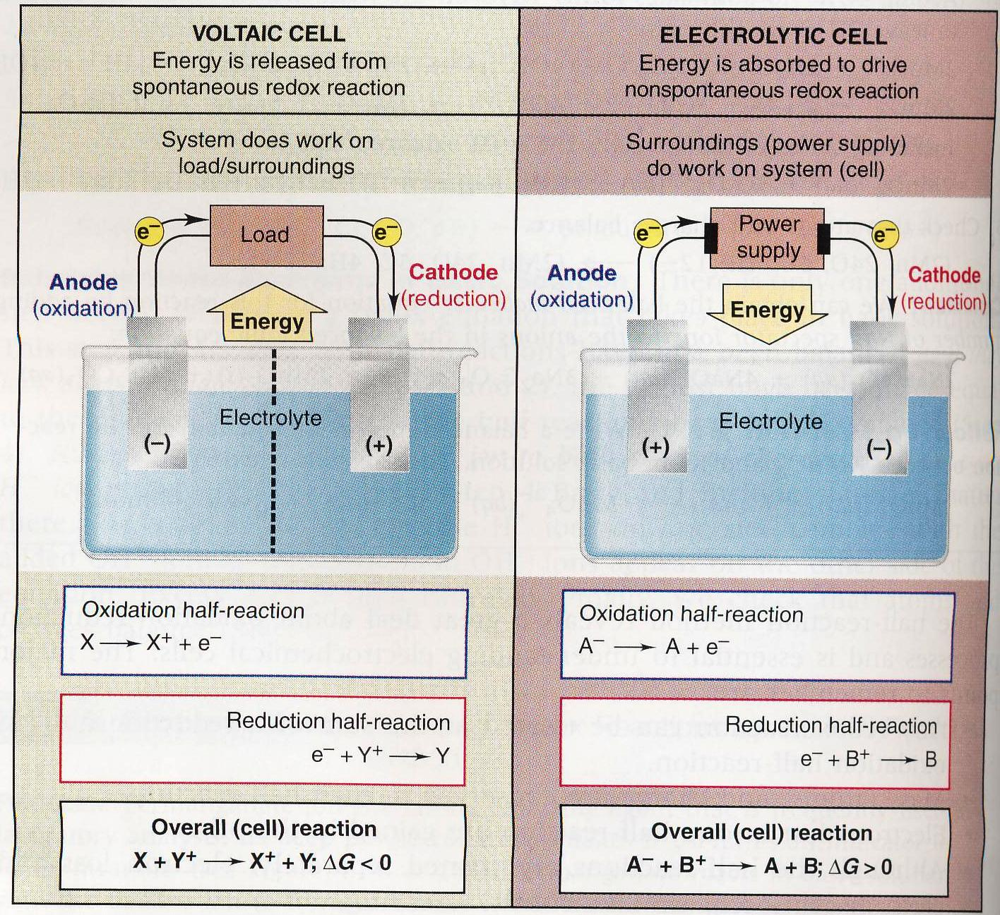 VOLTAIC CELL
Energy is released from
spontaneous redox reaction
System does work on
load/surroundings
e⁻
Load
e⁻
Anode
(oxidation)
Cathode
(reduction)
Energy
Electrolyte
(–)
(+)
Oxidation half-reaction
X → X⁺ + e⁻
Reduction half-reaction
e⁻ + Y⁺ → Y
Overall (cell) reaction
X + Y⁺ → X⁺ + Y; ΔG < 0
ELECTROLYTIC CELL
Energy is absorbed to drive
nonspontaneous redox reaction
Surroundings (power supply)
do work on system (cell)
e⁻
Power
supply
e⁻
Anode
(oxidation)
Cathode
(reduction)
Energy
Electrolyte
(+)
(–)
Oxidation half-reaction
A⁻ → A + e⁻
Reduction half-reaction
e⁻ + B⁺ → B
Overall (cell) reaction
A⁻ + B⁺ → A + B; ΔG > 0